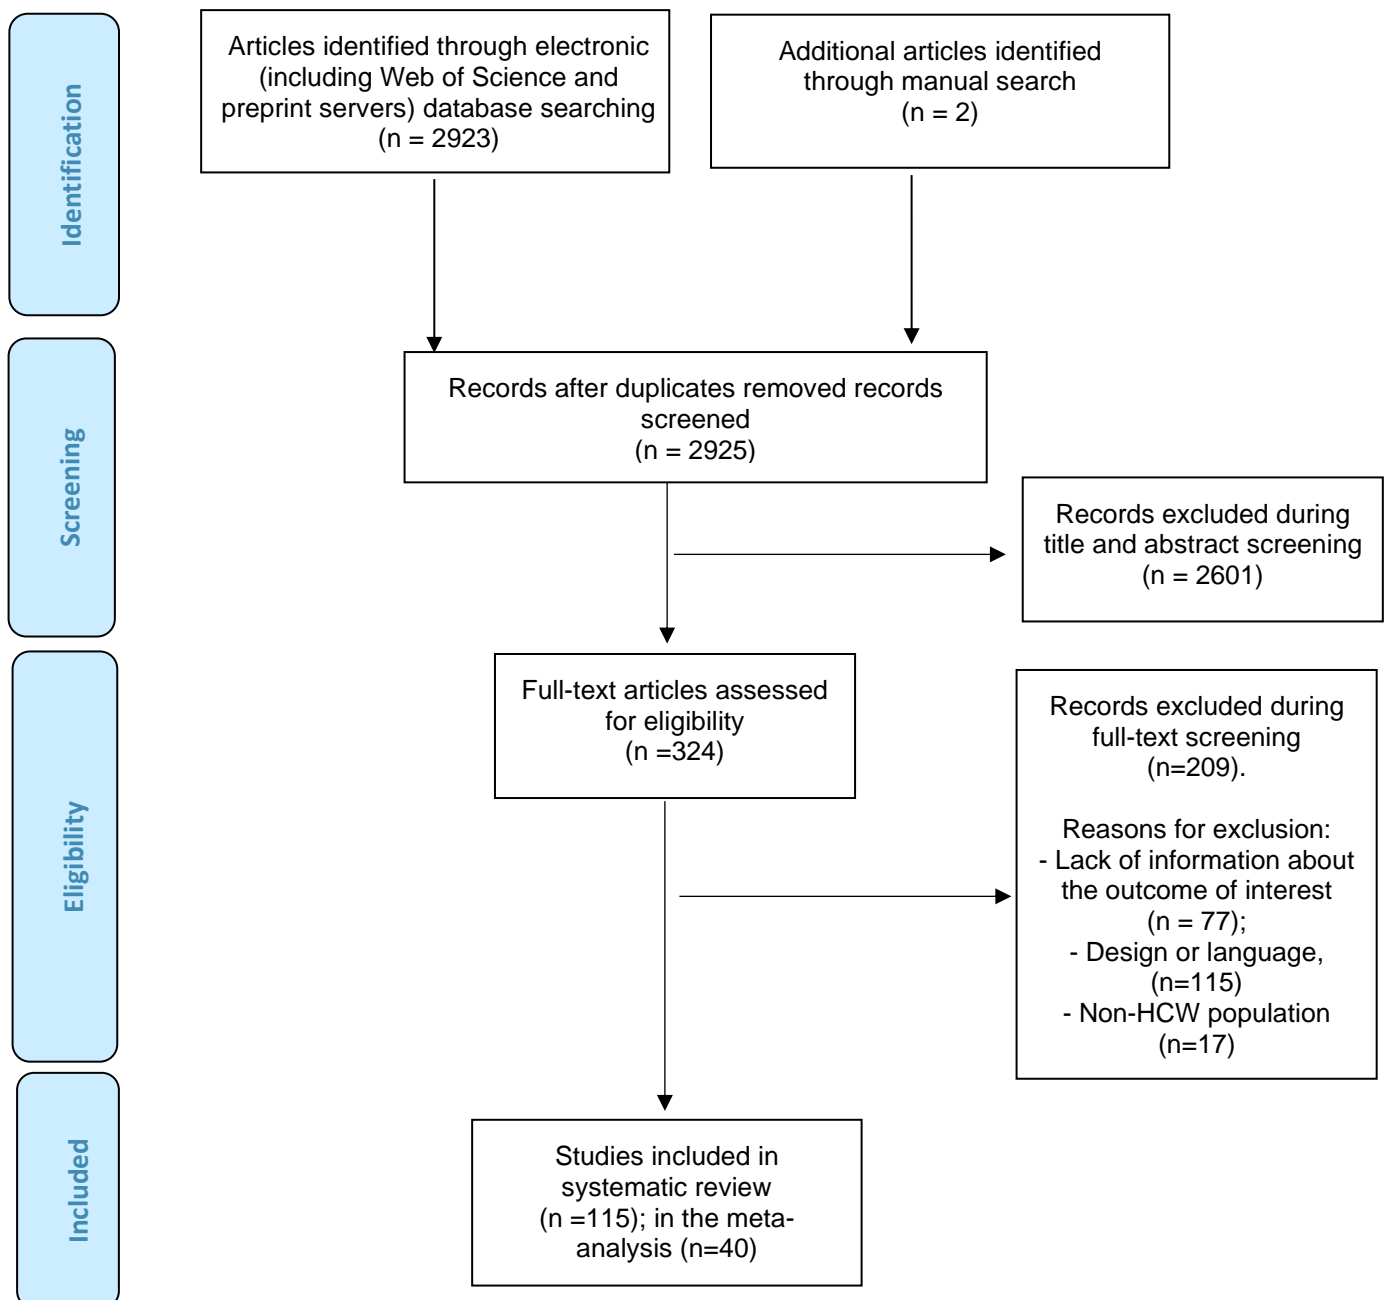 Identification
Articles identified through electronic
(including Web of Science and
preprint servers) database searching
(n = 2923)
Additional articles identified
through manual search
(n = 2)
Screening
Records after duplicates removed records
screened
(n = 2925)
Records excluded during
title and abstract screening
(n = 2601)
Eligibility
Full-text articles assessed
for eligibility
(n =324)
Records excluded during
full-text screening
(n=209).
Reasons for exclusion:
- Lack of information about
the outcome of interest
(n = 77);
- Design or language,
(n=115)
- Non-HCW population
(n=17)
Included
Studies included in
systematic review
(n =115); in the meta-
analysis (n=40)